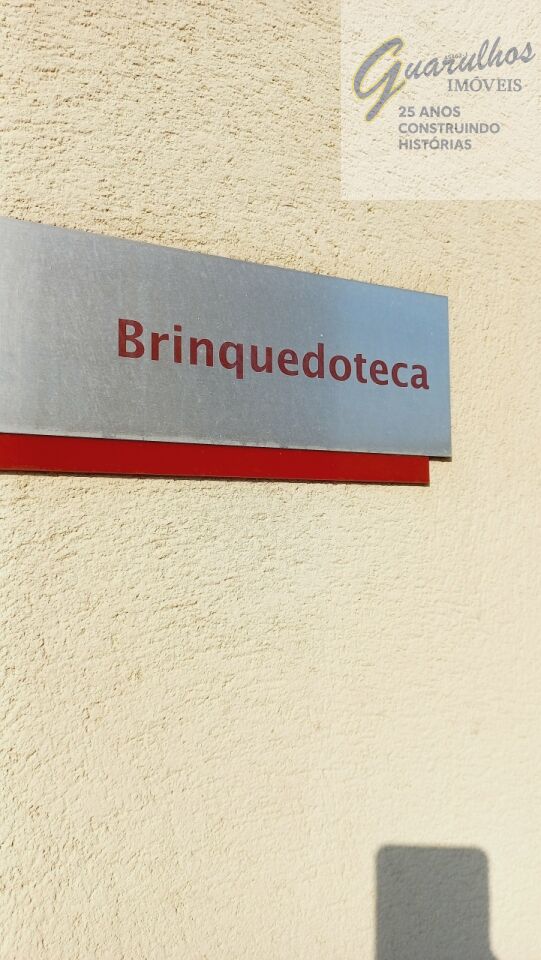 Guarulhos
IMÓVEIS
25 ANOS
CONSTRUINDO
HISTÓRIAS
Brinquedoteca